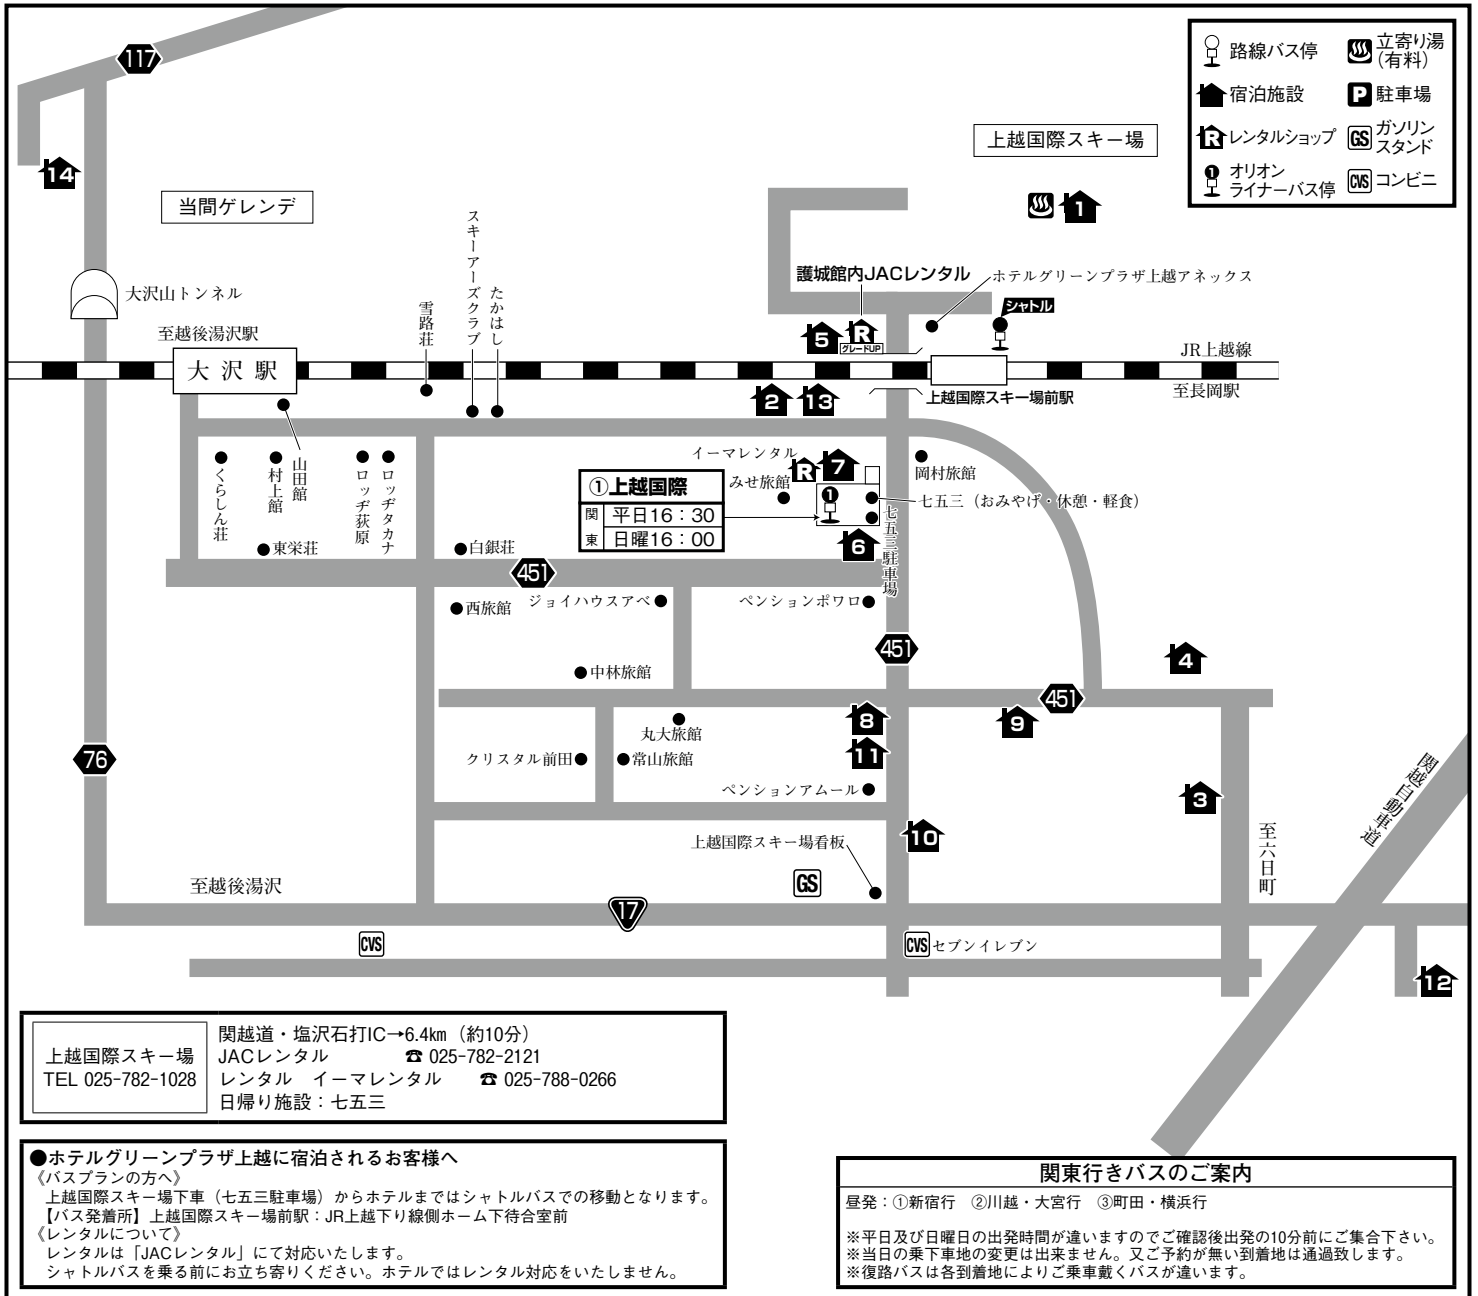 117
路線バス停
立寄り湯
(有料)
宿泊施設
P 駐車場
R レンタルショップ
GS ガソリン
スタンド
1 オリオン
ライナーバス停
CVS コンビニ
14
当間ゲレンデ
上越国際スキー場
1
大沢山トンネル
至越後湯沢駅
大沢駅
雪路荘
スキーアーズクラブ
たかはし
護城館内JACレンタル
ホテルグリーンプラザ上越アネックス
シャトル
5
R
グレードUP
JR上越線
至長岡駅
上越国際スキー場前駅
2
13
くらしん荘
村上館
山田館
ロッヂ荻原
ロッヂタカナ
東栄荘
白銀荘
①上越国際
関東
平日16:30
日曜16:00
イーマレンタル
R
7
みせ旅館
1
岡村旅館
七五三(おみやげ・休憩・軽食)
七五三駐車場
6
451
西旅館
ジョイハウスアベ
ペンションポワロ
451
中林旅館
4
451
8
9
丸大旅館
クリスタル前田
常山旅館
11
76
ペンションアムール
3
関越自動車道
10
上越国際スキー場看板
至六日町
至越後湯沢
GS
17
CVS
CVS セブンイレブン
12
上越国際スキー場
TEL 025-782-1028
関越道・塩沢石打IC→6.4km(約10分)
JACレンタル ☎ 025-782-2121
レンタル イーマレンタル ☎ 025-788-0266
日帰り施設:七五三
●ホテルグリーンプラザ上越に宿泊されるお客様へ
《バスプランの方へ》
上越国際スキー場下車(七五三駐車場)からホテルまではシャトルバスでの移動となります。
【バス発着所】上越国際スキー場前駅:JR上越下り線側ホーム下待合室前
《レンタルについて》
レンタルは「JACレンタル」にて対応いたします。
シャトルバスを乗る前にお立ち寄りください。ホテルではレンタル対応をいたしません。
関東行きバスのご案内
昼発:①新宿行 ②川越・大宮行 ③町田・横浜行
※平日及び日曜日の出発時間が違いますのでご確認後出発の10分前にご集合下さい。
※当日の乗下車地の変更は出来ません。又ご予約が無い到着地は通過致します。
※復路バスは各到着地によりご乗車戴くバスが違います。